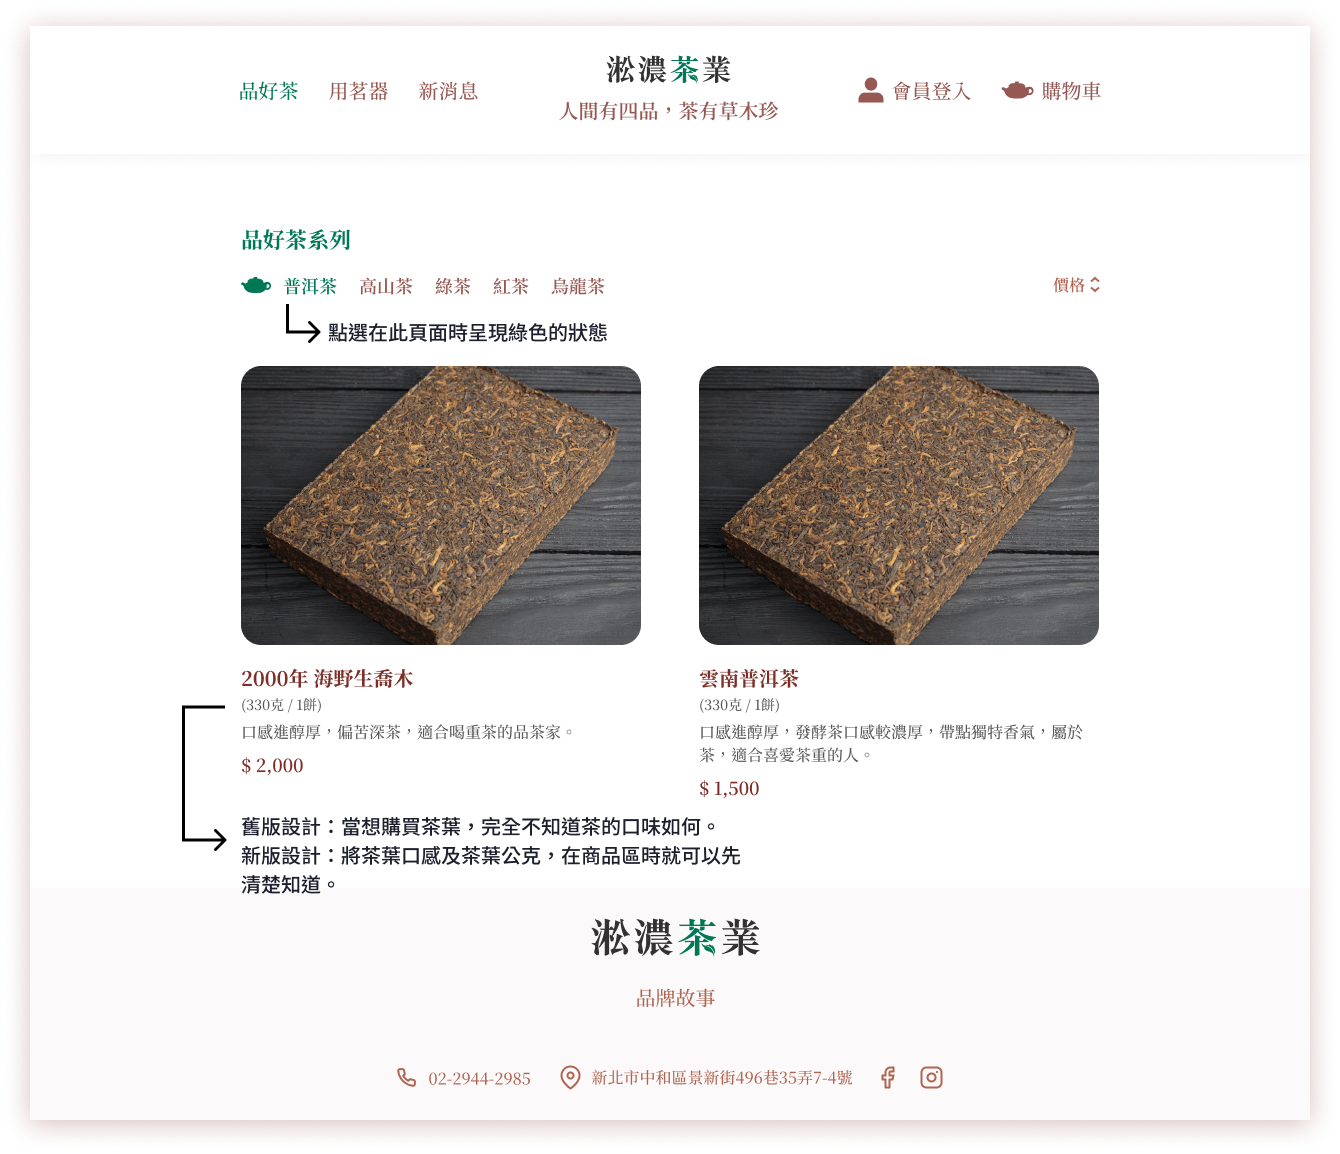 品好茶
用茗器
新消息
淞濃茶業
人間有四品，茶有草木珍
會員登入
購物車
品好茶系列
普洱茶
高山茶
綠茶
紅茶
烏龍茶
價格
點選在此頁面時呈現綠色的狀態
2000年 海野生喬木
(330克 / 1餅)
口感進醇厚，偏苦深茶，適合喝重茶的品茶家。
$ 2,000
雲南普洱茶
(330克 / 1餅)
口感進醇厚，發酵茶口感較濃厚，帶點獨特香氣，屬於
茶，適合喜愛茶重的人。
$ 1,500
舊版設計：當想購買茶葉，完全不知道茶的口味如何。
新版設計：將茶葉口感及茶葉公克，在商品區時就可以先
清楚知道。
淞濃茶業
品牌故事
02-2944-2985
新北市中和區景新街496巷35弄7-4號